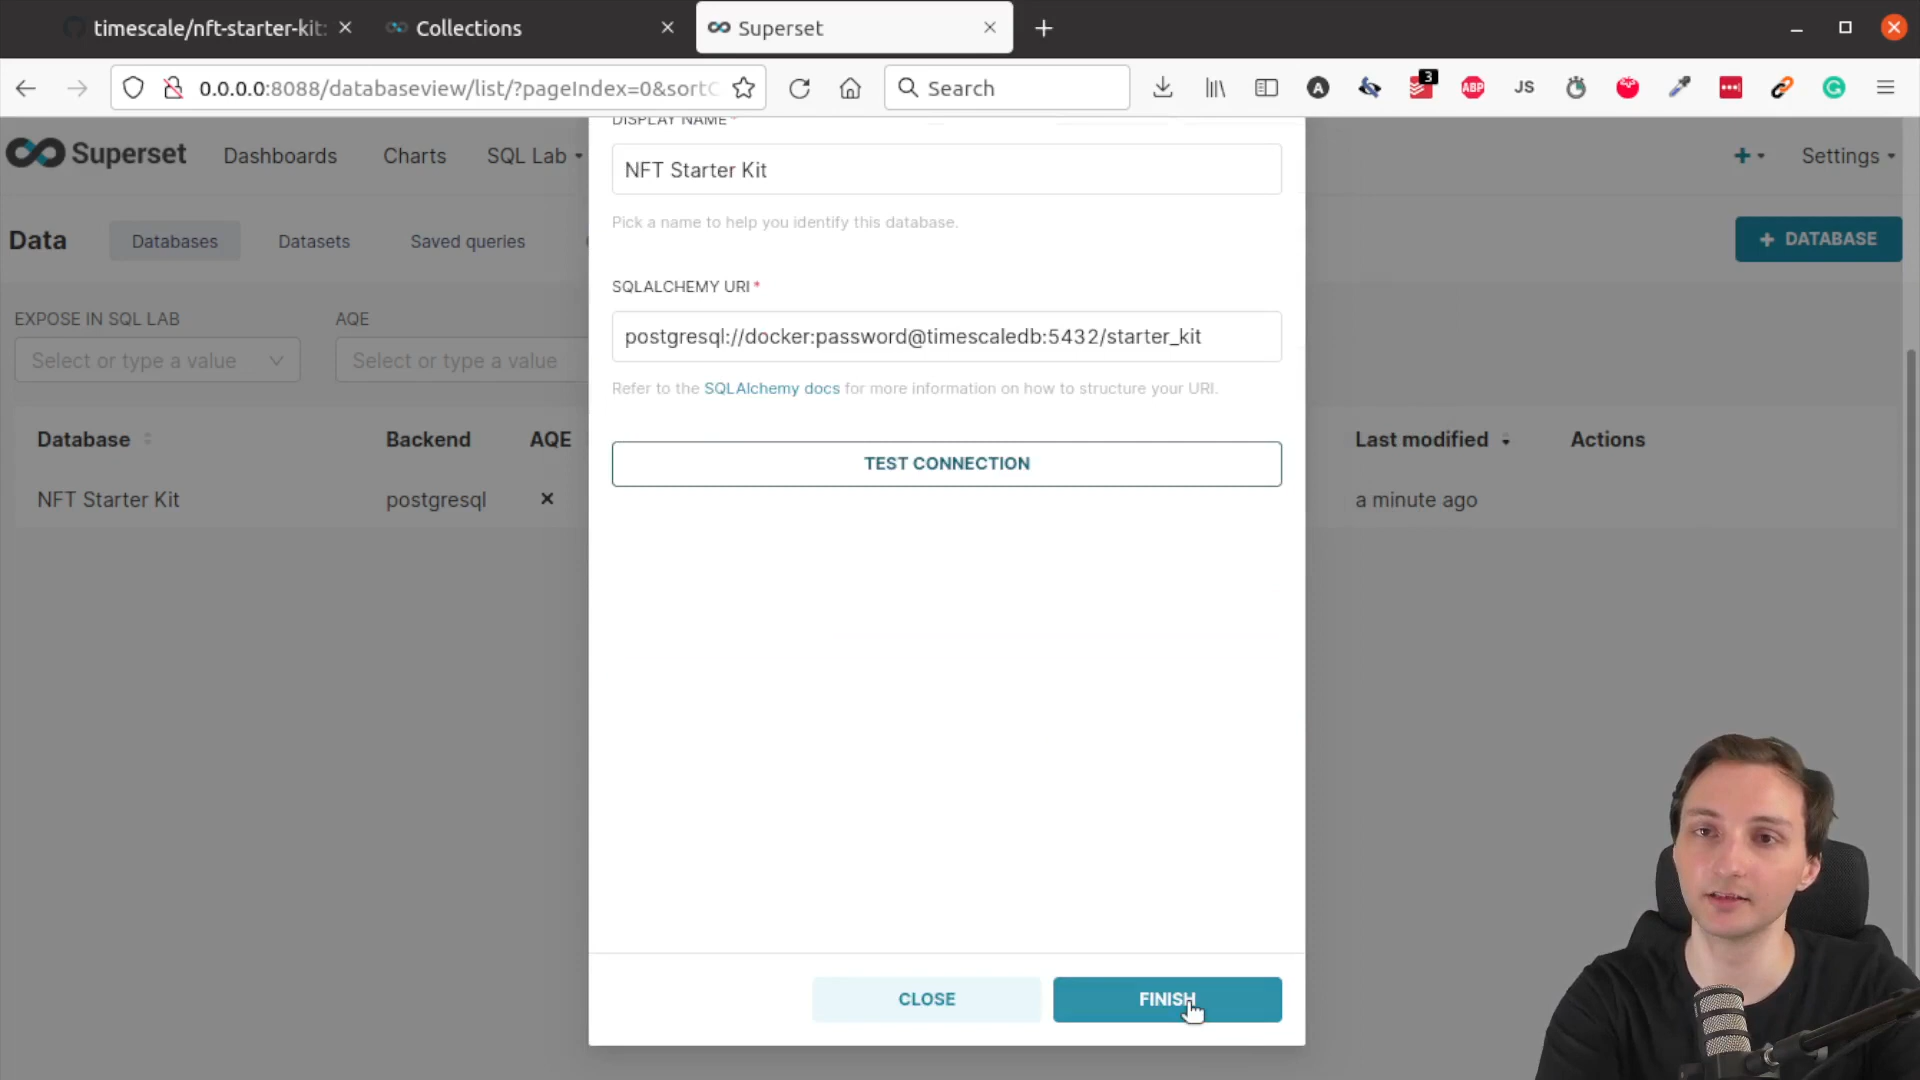 timescale/nft-starter-kit:
Collections
Superset
0.0.0.0:8088/databaseview/list/?pageIndex=0&sortC
Search
A
3
ABP
JS
Superset
Dashboards
Charts
SQL Lab
Settings
Data
Databases
Datasets
Saved queries
+ DATABASE
EXPOSE IN SQL LAB
AQE
Select or type a value
Select or type a value
Database
Backend
AQE
Last modified
Actions
NFT Starter Kit
postgresql
a minute ago
DISPLAY NAME *
NFT Starter Kit
Pick a name to help you identify this database.
SQLALCHEMY URI *
postgresql://docker:password@timescaledb:5432/starter_kit
Refer to the SQLAlchemy docs for more information on how to structure your URI.
TEST CONNECTION
CLOSE
FINISH